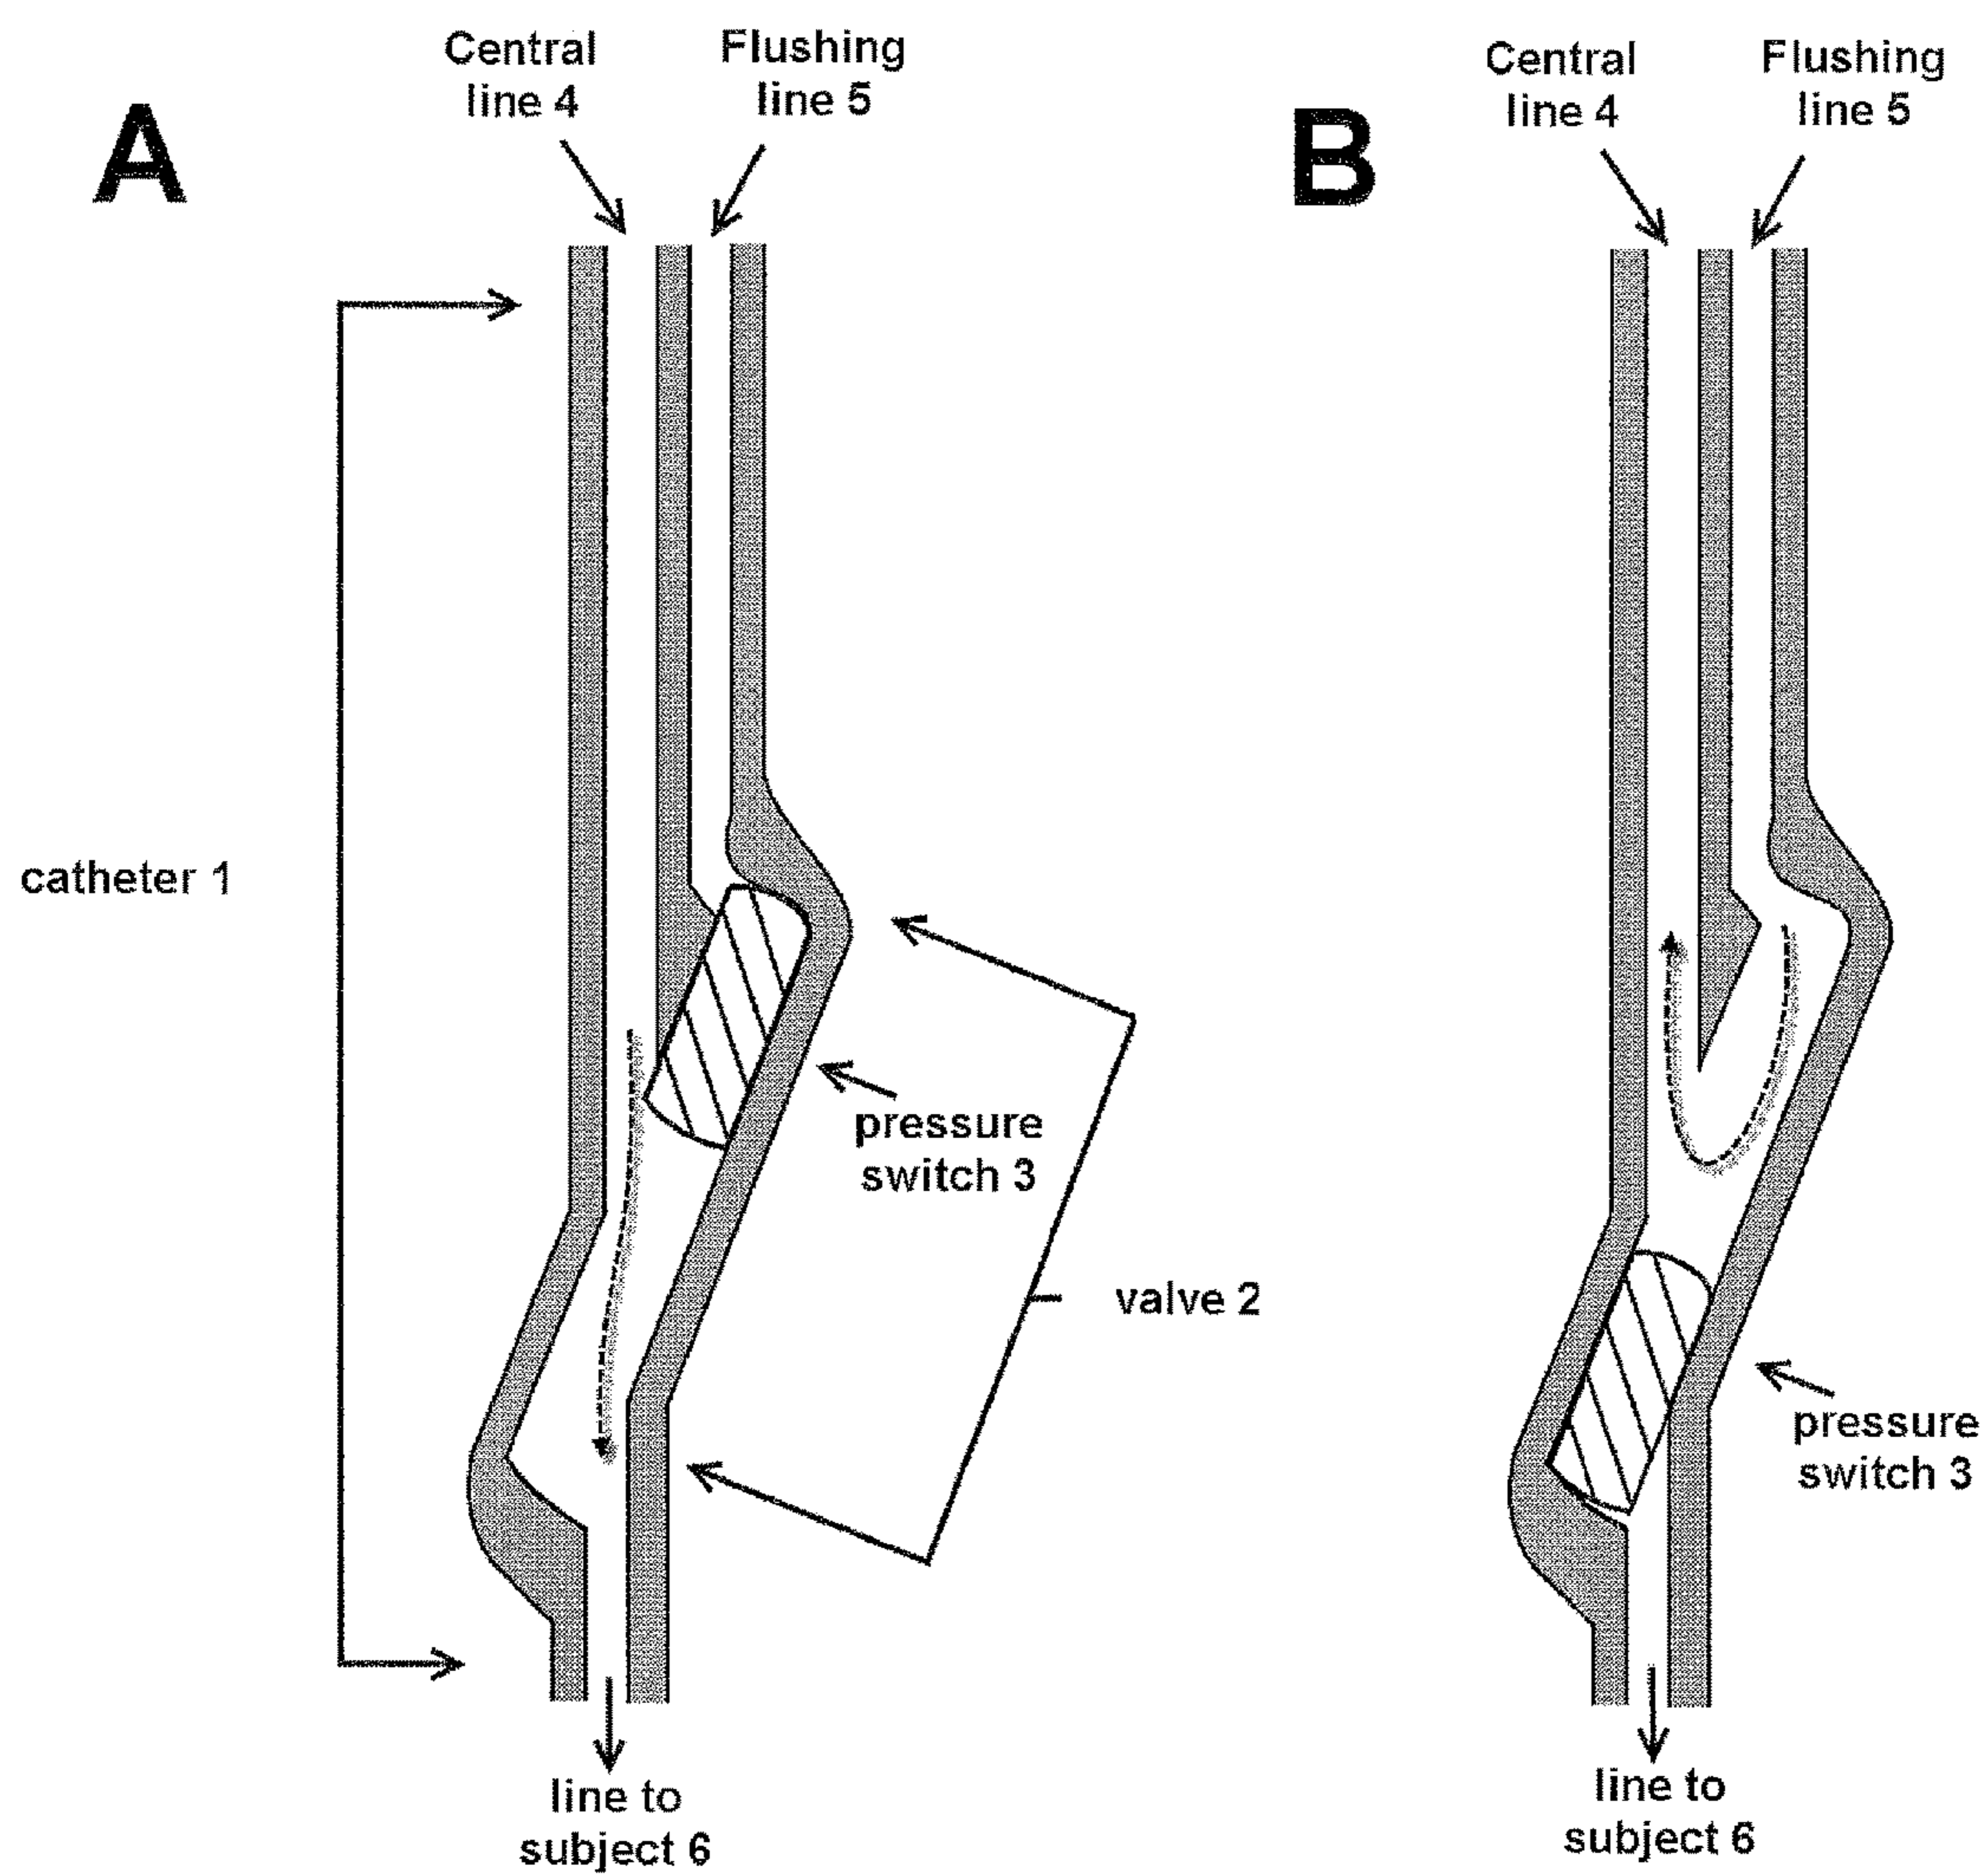 A
Central
line 4
Flushing
line 5
catheter 1
pressure
switch 3
valve 2
line to
subject 6
B
Central
line 4
Flushing
line 5
pressure
switch 3
line to
subject 6